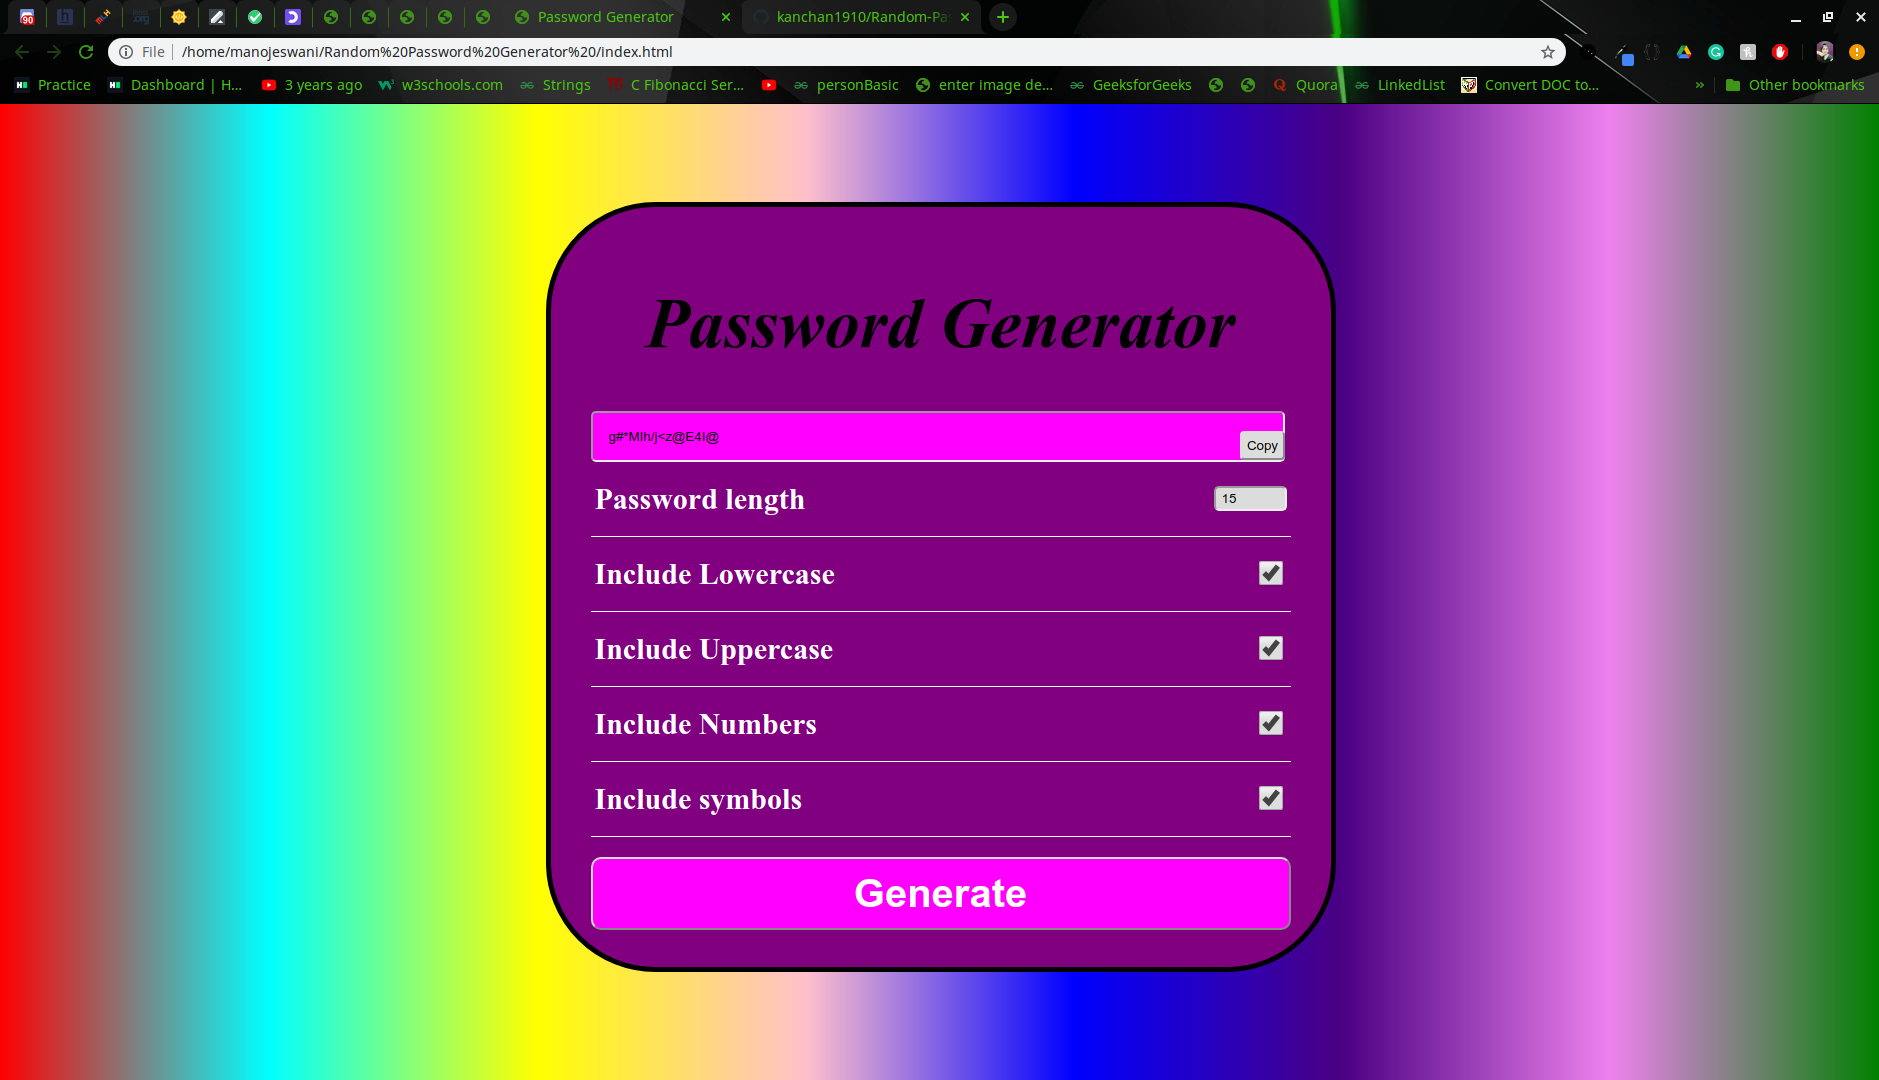 90
Password Generator
kanchan1910/Random-Pa
File
/home/manojeswani/Random%20Password%20Generator%20/index.html
Practice
Dashboard | H...
3 years ago
w3schools.com
Strings
C Fibonacci Ser...
personBasic
enter image de...
GeeksforGeeks
Quora
LinkedList
Convert DOC to...
»
Other bookmarks
Password Generator
Copy
Password length
15
Include Lowercase
Include Uppercase
Include Numbers
Include symbols
Generate